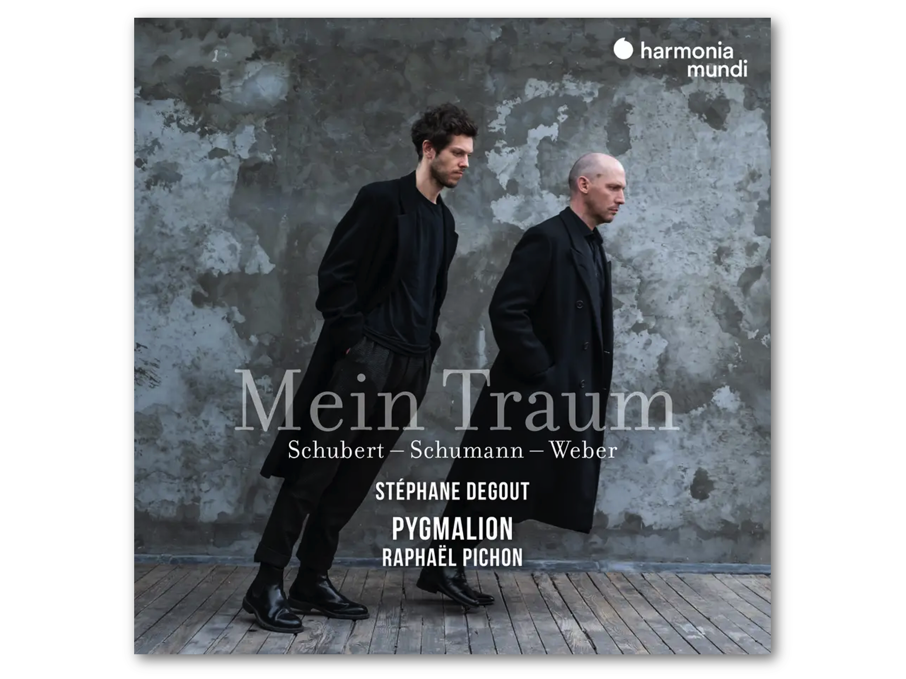 harmonia
mundi
Mein Traum
Schubert – Schumann – Weber
STÉPHANE DEGOUT
PYGMALION
RAPHAËL PICHON